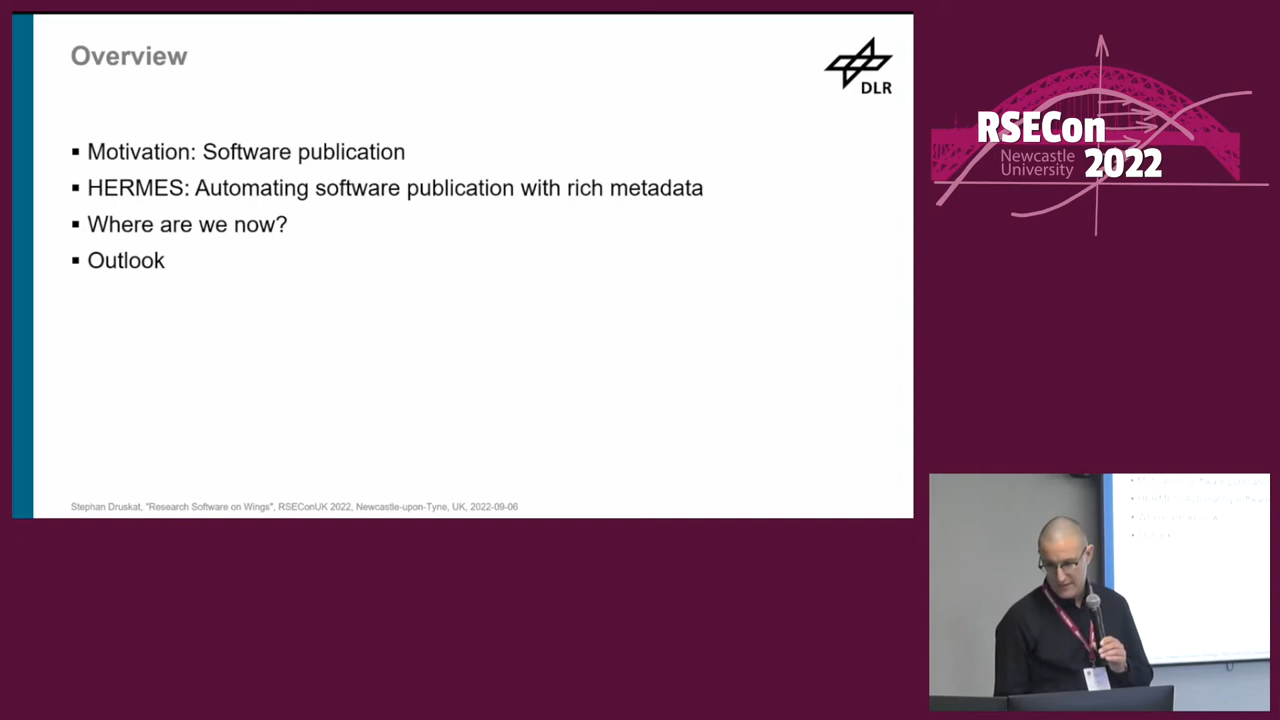 Overview
DLR
▪ Motivation: Software publication
▪ HERMES: Automating software publication with rich metadata
▪ Where are we now?
▪ Outlook
Stephan Druskat, "Research Software on Wings", RSEConUK 2022, Newcastle-upon-Tyne, UK, 2022-09-06
RSECon
Newcastle
University
2022